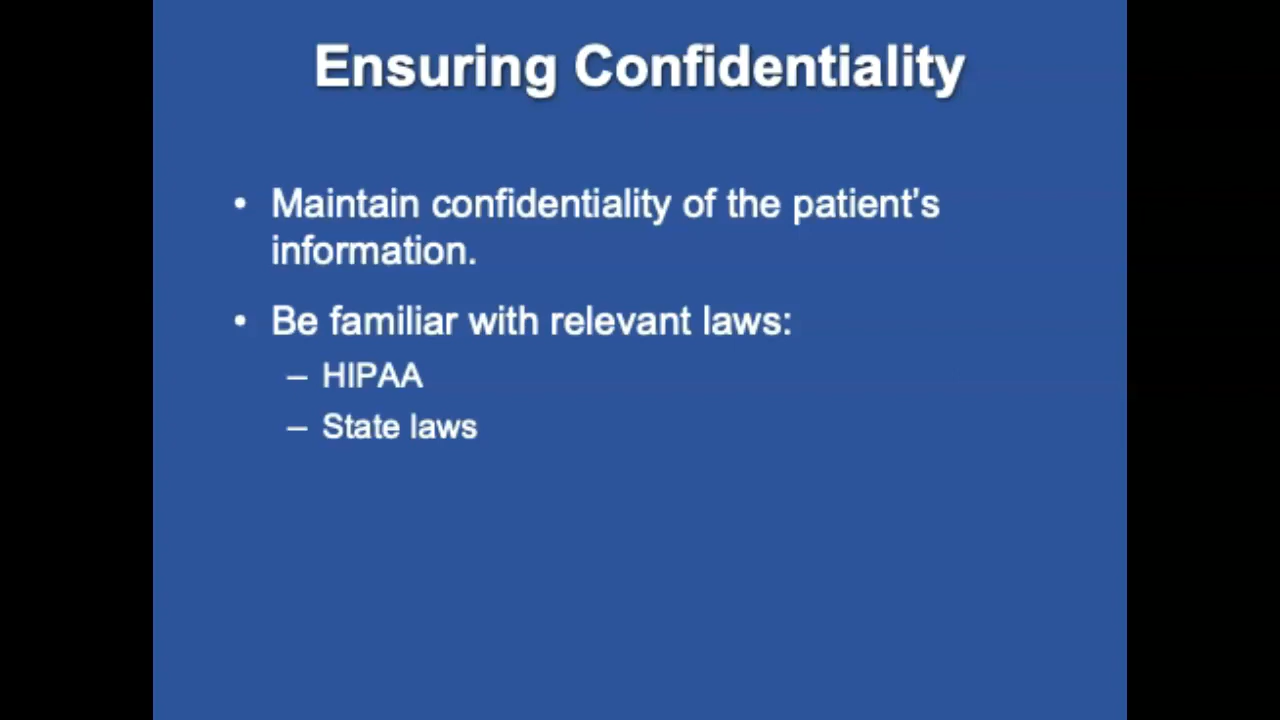 Ensuring Confidentiality
• Maintain confidentiality of the patient's
information.
• Be familiar with relevant laws:
– HIPAA
– State laws